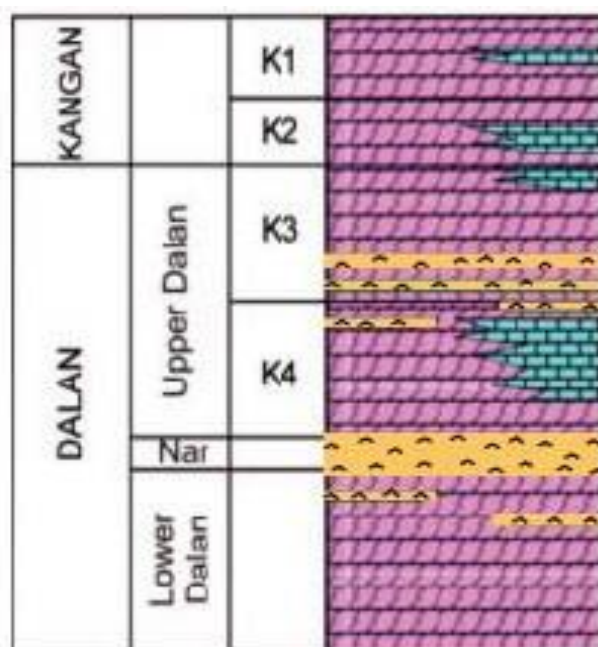 KANGAN
K1
K2
DALAN
Upper Dalan
K3
K4
Nar
Lower
Dalan